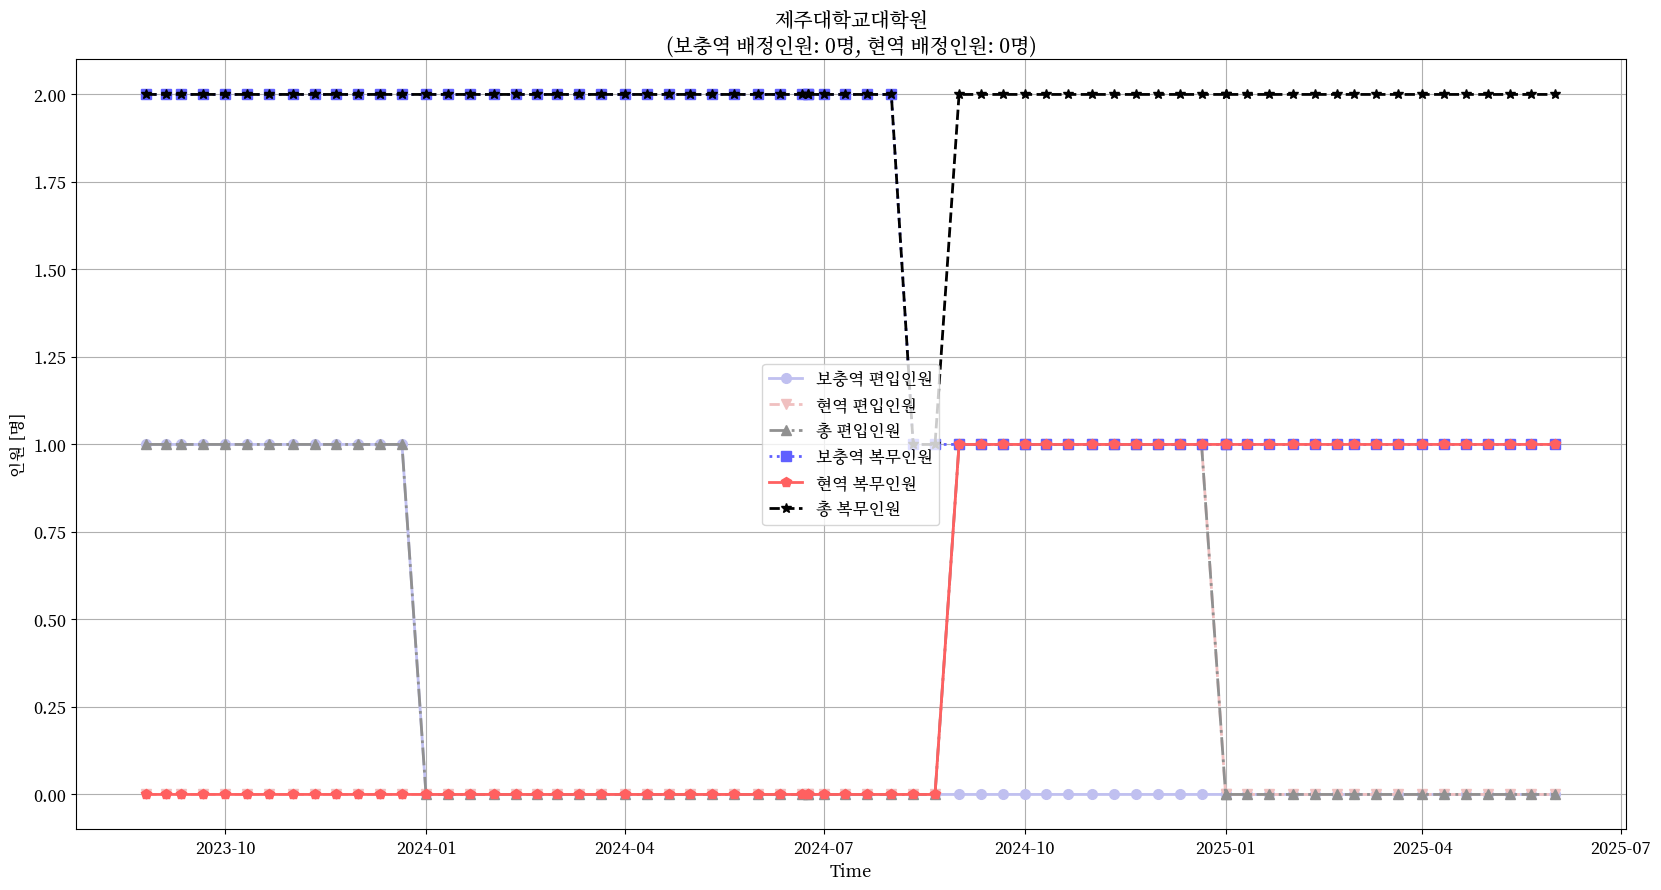 제주대학교대학원
(보충역 배정인원: 0명, 현역 배정인원: 0명)
인원 [명]
2.00
1.75
1.50
1.25
1.00
0.75
0.50
0.25
0.00
보충역 편입인원
현역 편입인원
총 편입인원
보충역 복무인원
현역 복무인원
총 복무인원
2023-10
2024-01
2024-04
2024-07
2024-10
2025-01
2025-04
2025-07
Time